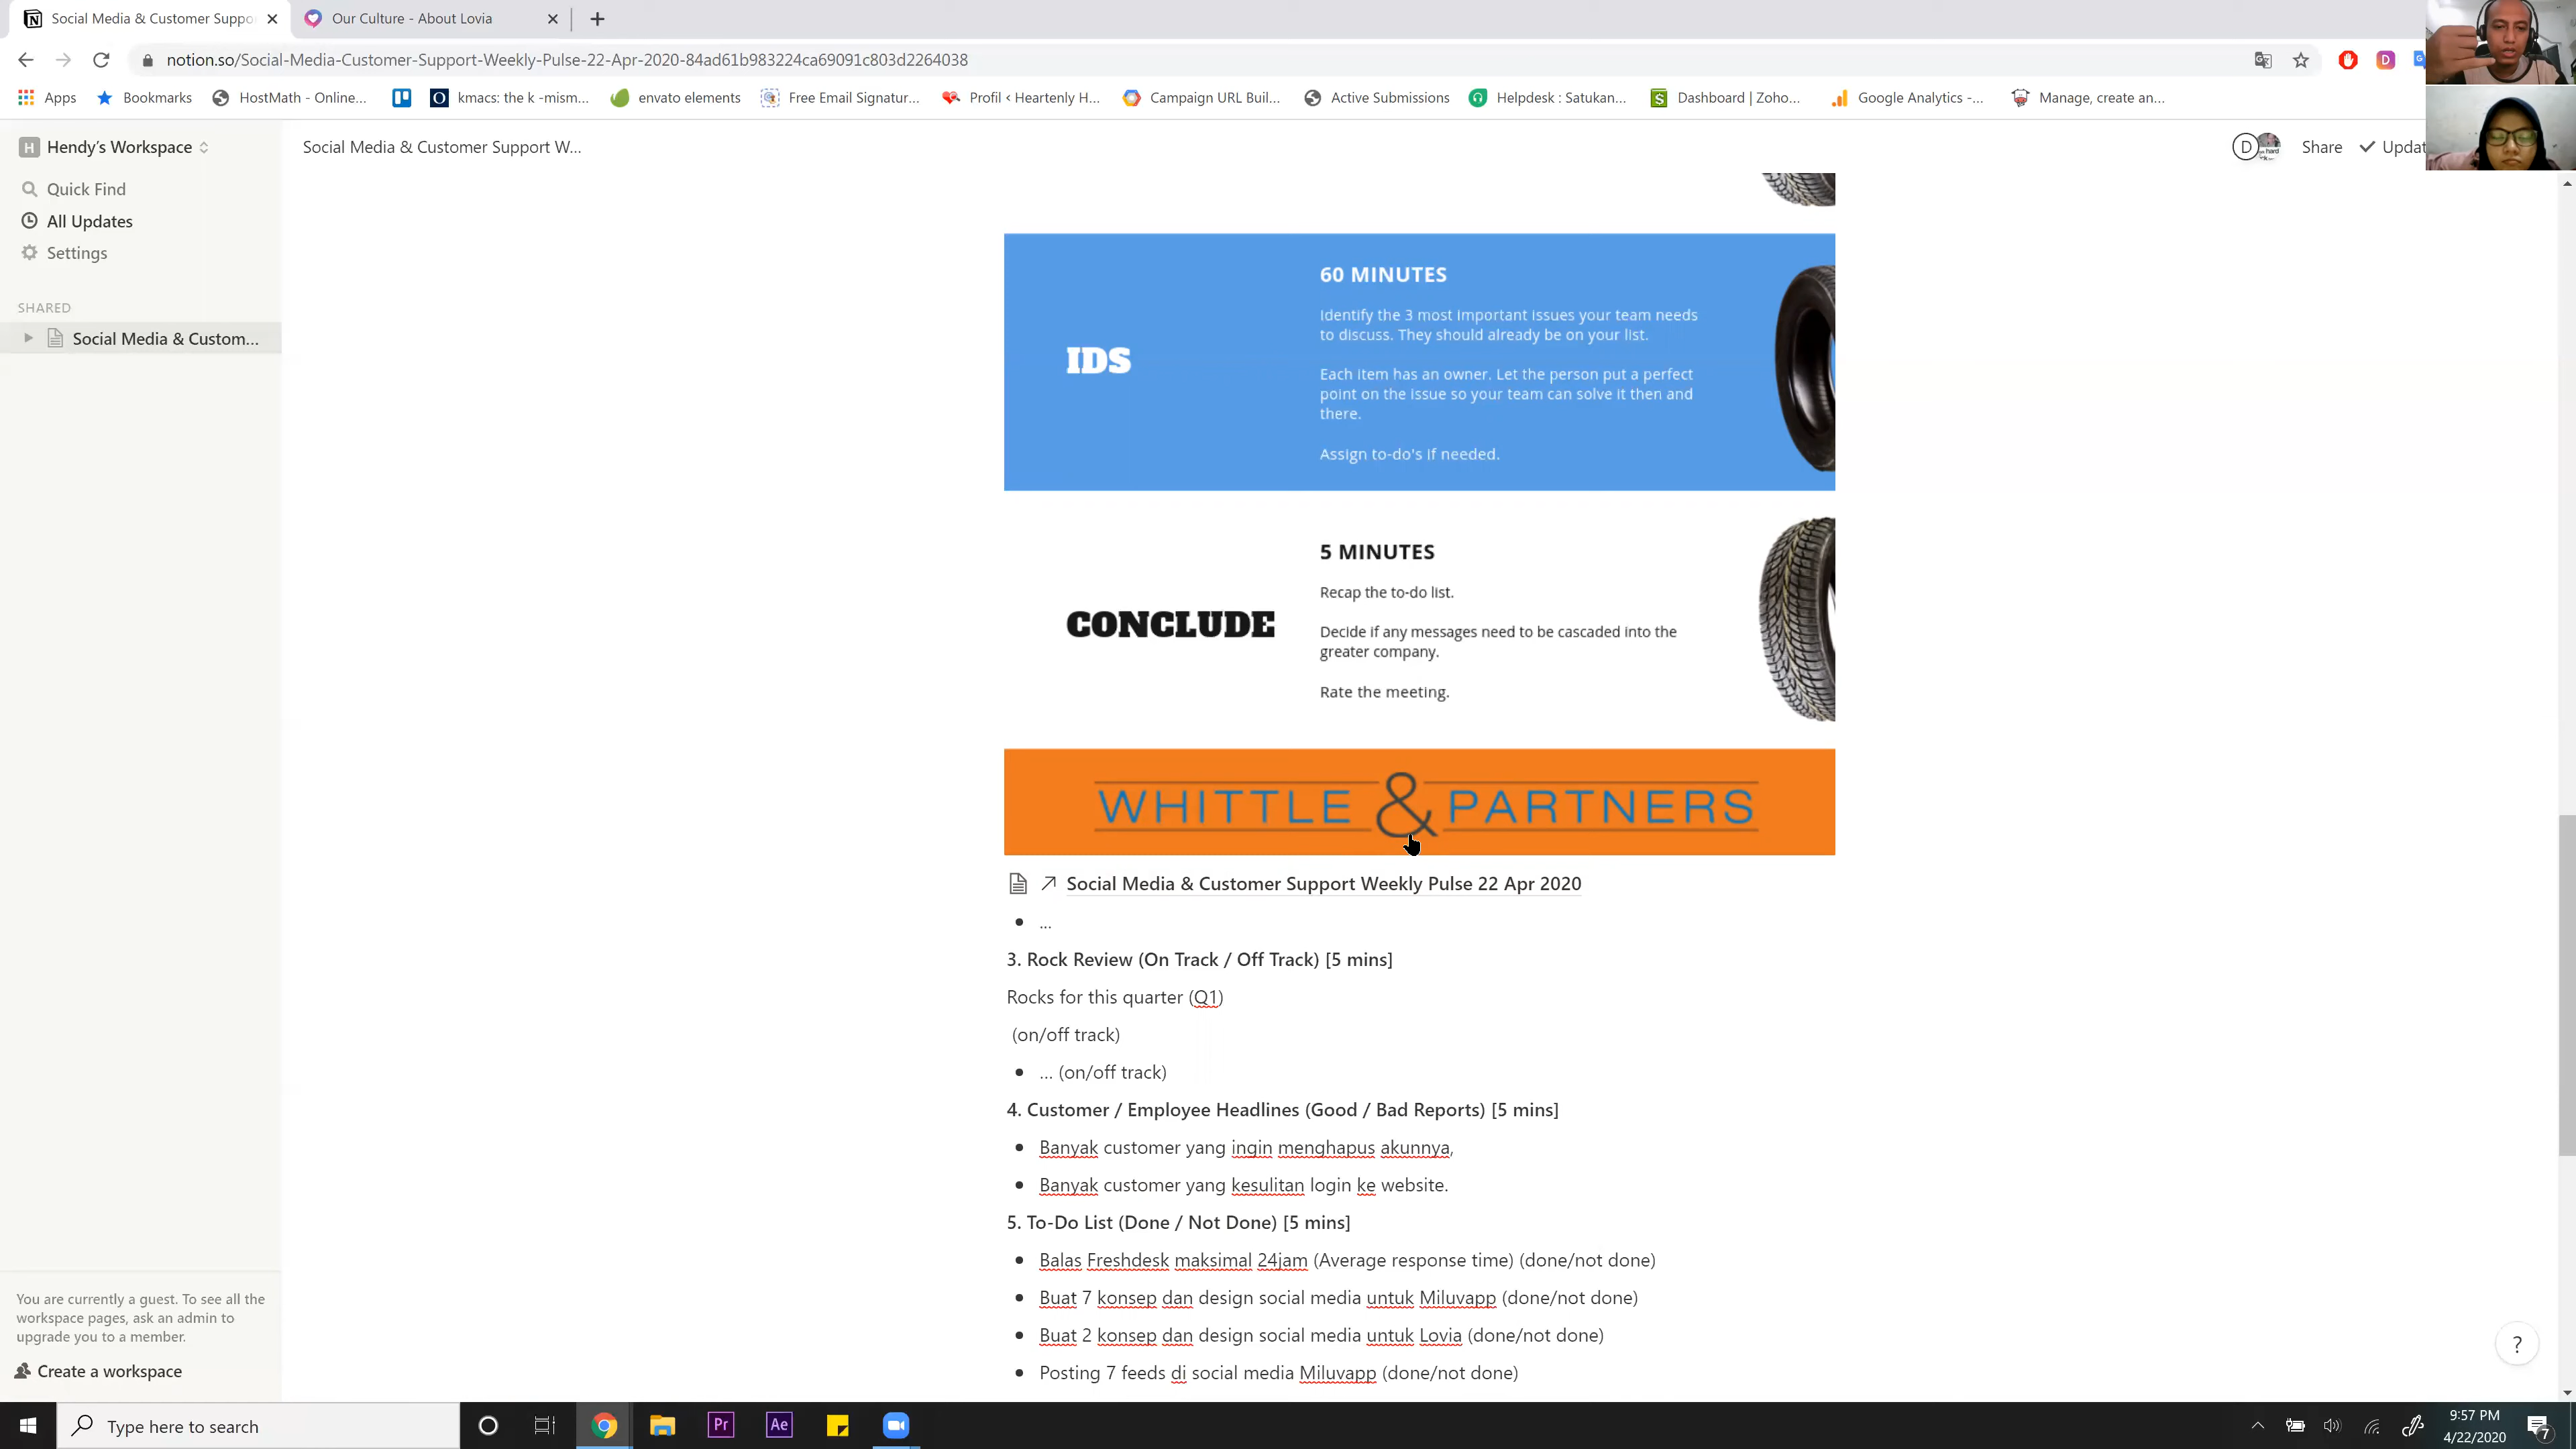 Social Media & Customer Suppo
Our Culture - About Lovia
notion.so/Social-Media-Customer-Support-Weekly-Pulse-22-Apr-2020-84ad61b983224ca69091c803d2264038
Apps
Bookmarks
HostMath - Online...
kmacs: the k -mism...
envato elements
Free Email Signatur...
Profil < Heartenly H...
Campaign URL Buil...
Active Submissions
Helpdesk : Satukan...
Dashboard | Zoho...
Google Analytics -...
Manage, create an...
H Hendy's Workspace
Social Media & Customer Support W...
D
Share
Updat
Quick Find
All Updates
Settings
SHARED
Social Media & Custom...
IDS
60 MINUTES
Identify the 3 most important issues your team needs
to discuss. They should already be on your list.
Each item has an owner. Let the person put a perfect
point on the issue so your team can solve it then and
there.
Assign to-do's if needed.
CONCLUDE
5 MINUTES
Recap the to-do list.
Decide if any messages need to be cascaded into the
greater company.
Rate the meeting.
WHITTLE & PARTNERS
Social Media & Customer Support Weekly Pulse 22 Apr 2020
...
3. Rock Review (On Track / Off Track) [5 mins]
Rocks for this quarter (Q1)
(on/off track)
... (on/off track)
4. Customer / Employee Headlines (Good / Bad Reports) [5 mins]
Banyak customer yang ingin menghapus akunnya,
Banyak customer yang kesulitan login ke website.
5. To-Do List (Done / Not Done) [5 mins]
Balas Freshdesk maksimal 24jam (Average response time) (done/not done)
Buat 7 konsep dan design social media untuk Miluvapp (done/not done)
Buat 2 konsep dan design social media untuk Lovia (done/not done)
Posting 7 feeds di social media Miluvapp (done/not done)
You are currently a guest. To see all the
workspace pages, ask an admin to
upgrade you to a member.
Create a workspace
?
Type here to search
Pr
Ae
9:57 PM
4/22/2020
7